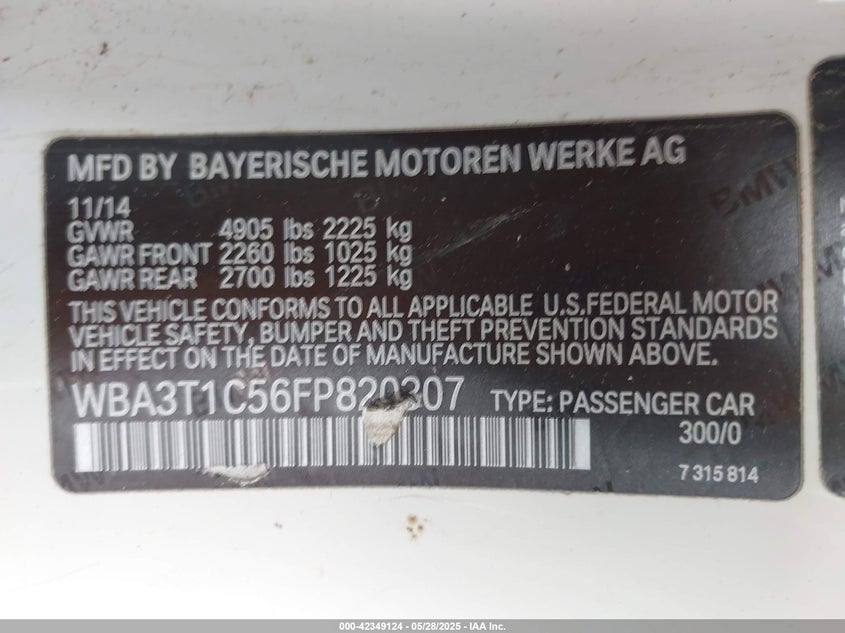 MFD BY BAYERISCHE MOTOREN WERKE AG
11/14
GVWR 4905 lbs 2225 kg
GAWR FRONT 2260 lbs 1025 kg
GAWR REAR 2700 lbs 1225 kg
THIS VEHICLE CONFORMS TO ALL APPLICABLE U.S.FEDERAL MOTOR
VEHICLE SAFETY, BUMPER AND THEFT PREVENTION STANDARDS
IN EFFECT ON THE DATE OF MANUFACTURE SHOWN ABOVE.
WBA3T1C56FP820307 TYPE: PASSENGER CAR
300/0
7 315 814
000-42349124 - 05/28/2025 - IAA Inc.